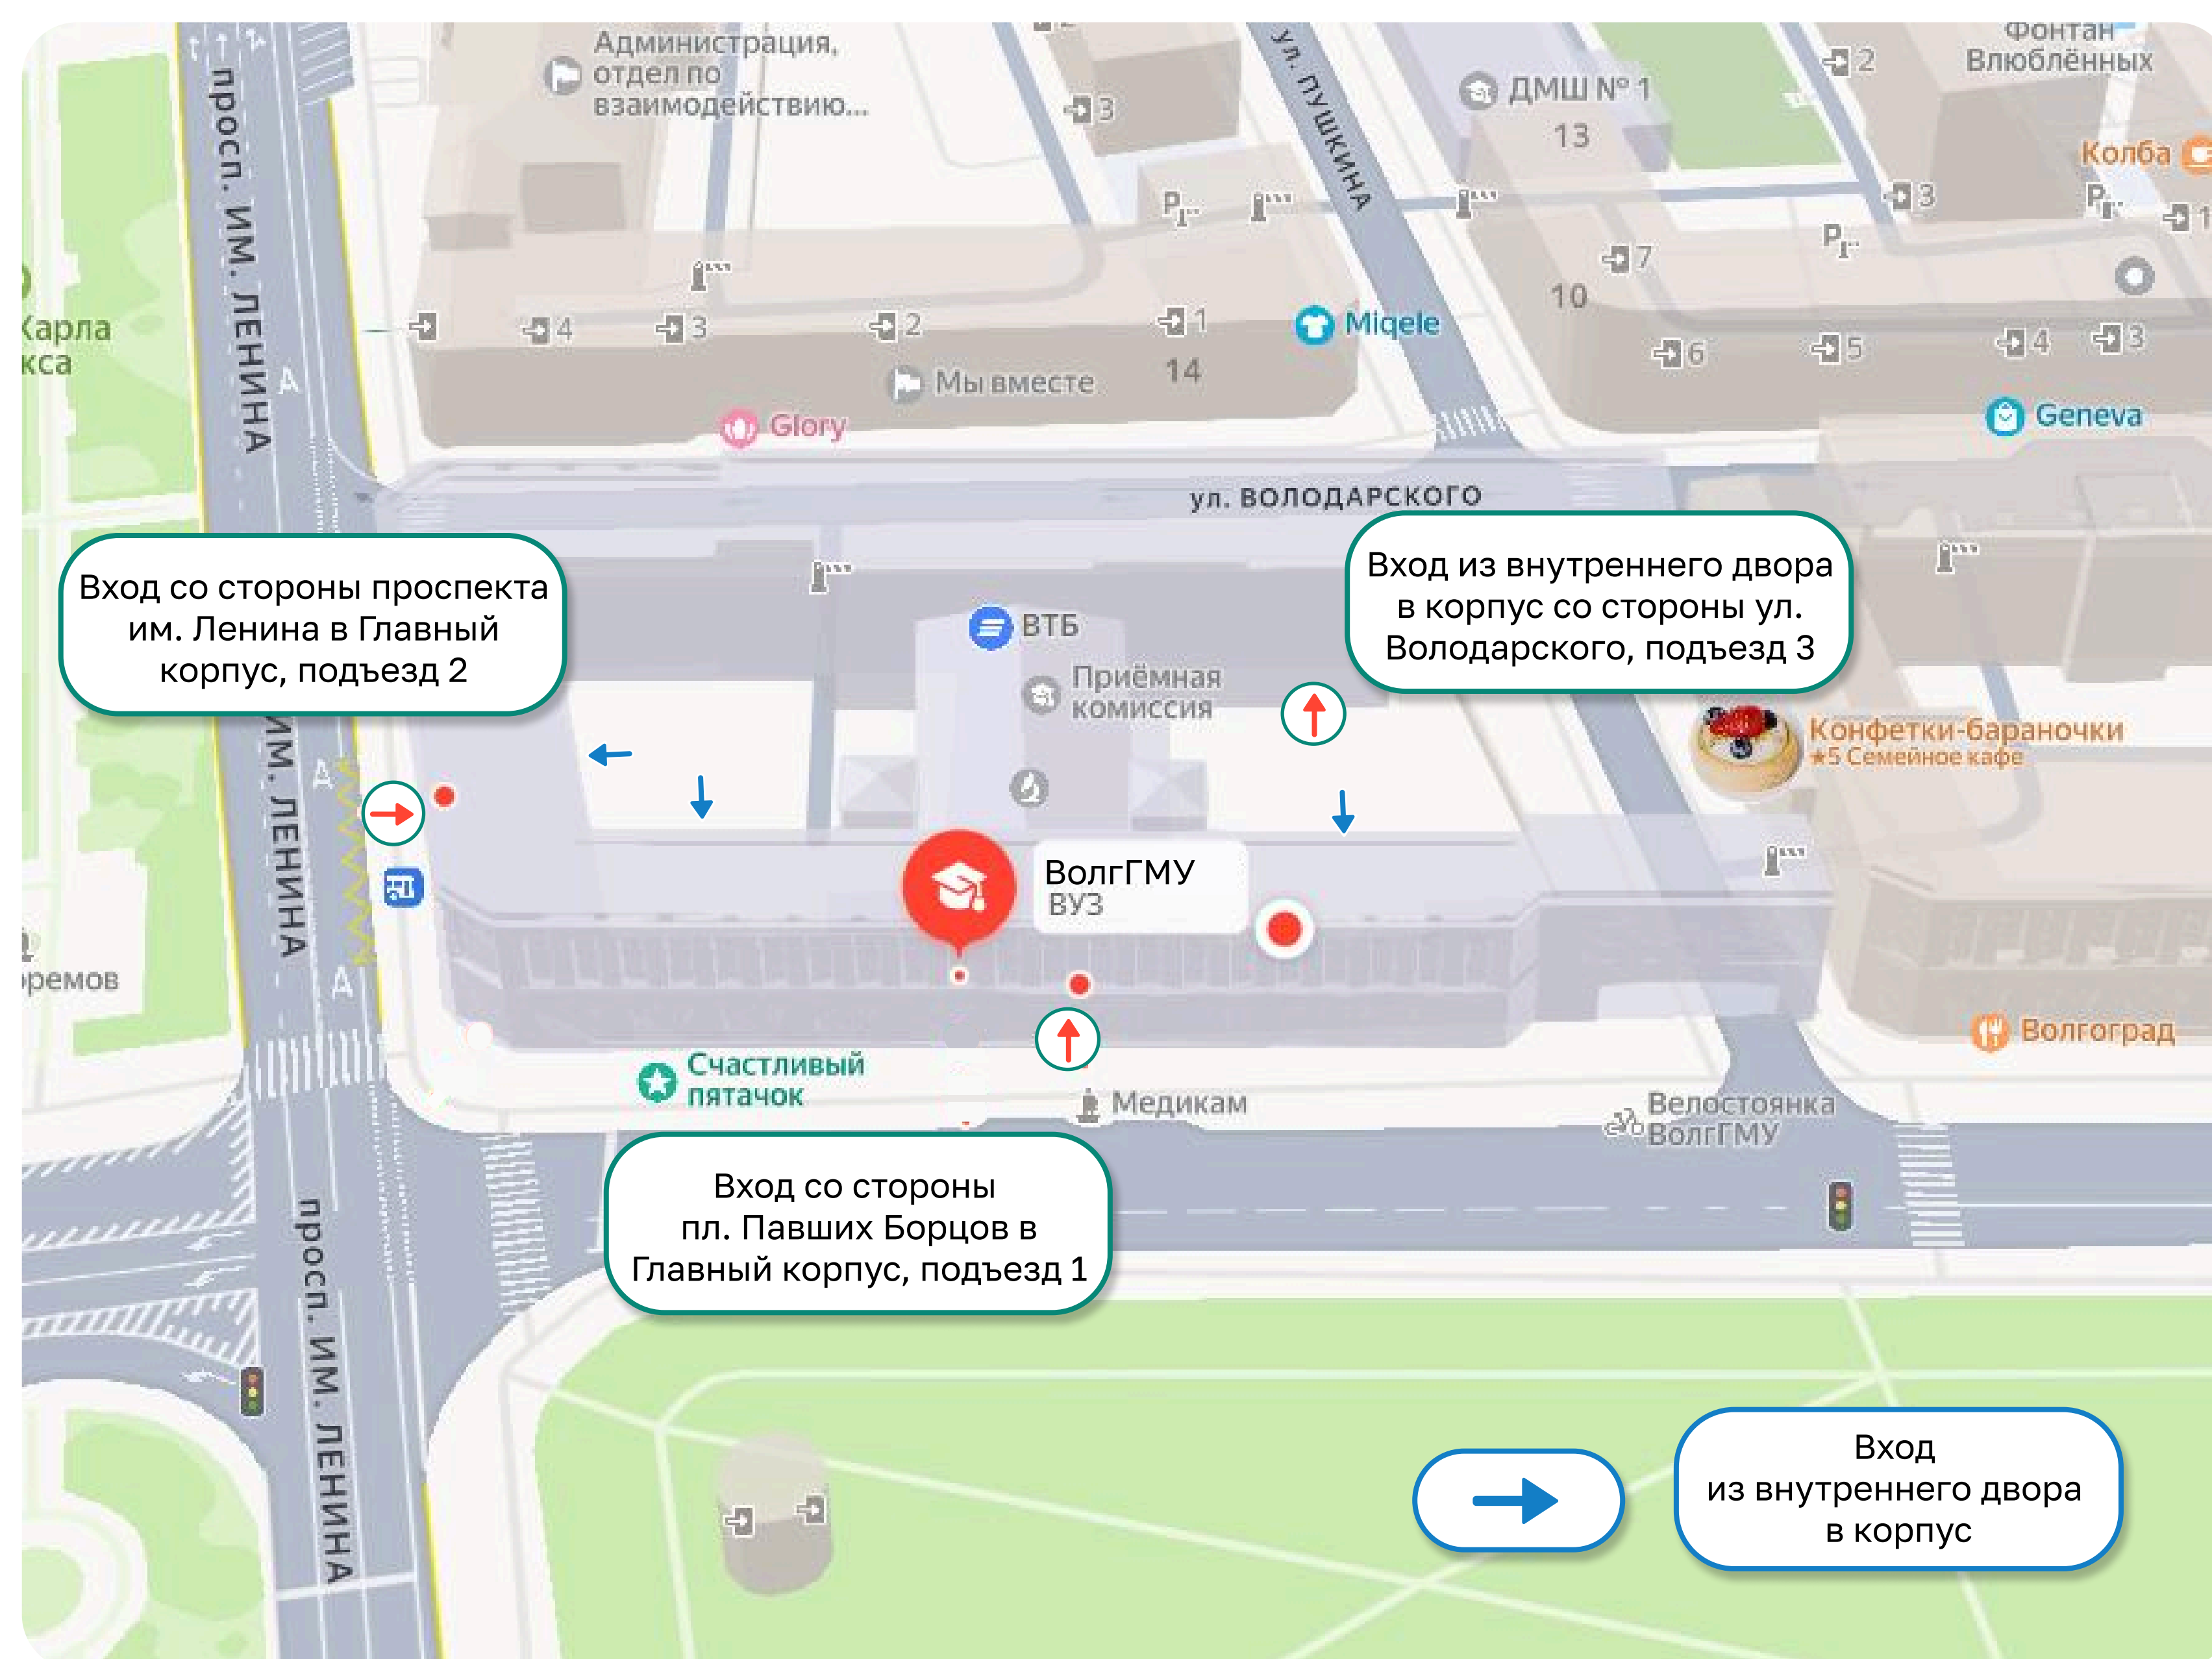 Администрация,
отдел по
взаимодействию...
2
3
ул. ПУШКИНА
ДМШ № 1
13
2
Фонтан
Влюблённых
Колба
P
P
P
3
1
просп. ИМ. ЛЕНИНА
Карла
кса
4
3
2
1
14
Мы вместе
Glory
Miqele
7
10
6
5
4
3
Geneva
А
ул. ВОЛОДАРСКОГО
Вход со стороны проспекта
им. Ленина в Главный
корпус, подъезд 2
Вход из внутреннего двора
в корпус со стороны ул.
Володарского, подъезд 3
ВТБ
Приёмная
комиссия
Конфетки-бараночки
★5 Семейное кафе
ИМ. ЛЕНИНА
А
ВолгГМУ
ВУЗ
А
оремов
Волгоград
Счастливый
пятачок
Медикам
Велостоянка
ВолгГМУ
Вход со стороны
пл. Павших Борцов в
Главный корпус, подъезд 1
просп. ИМ. ЛЕНИНА
Вход
из внутреннего двора
в корпус